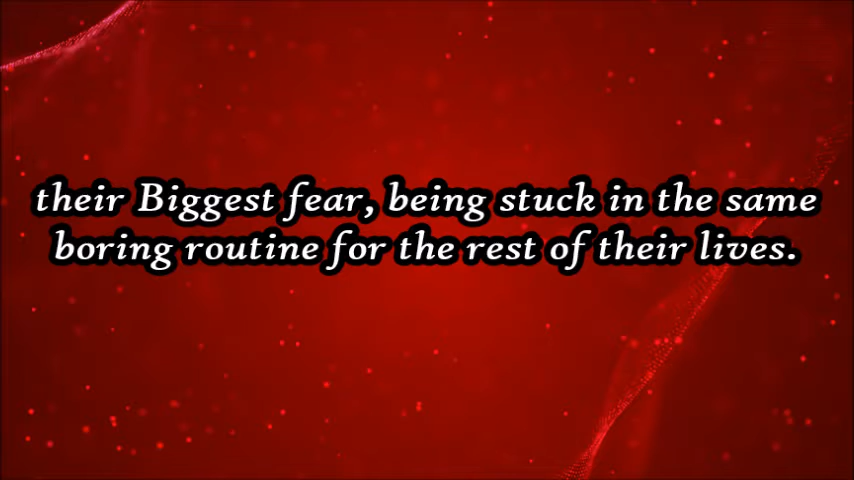 their Biggest fear, being stuck in the same
boring routine for the rest of their lives.